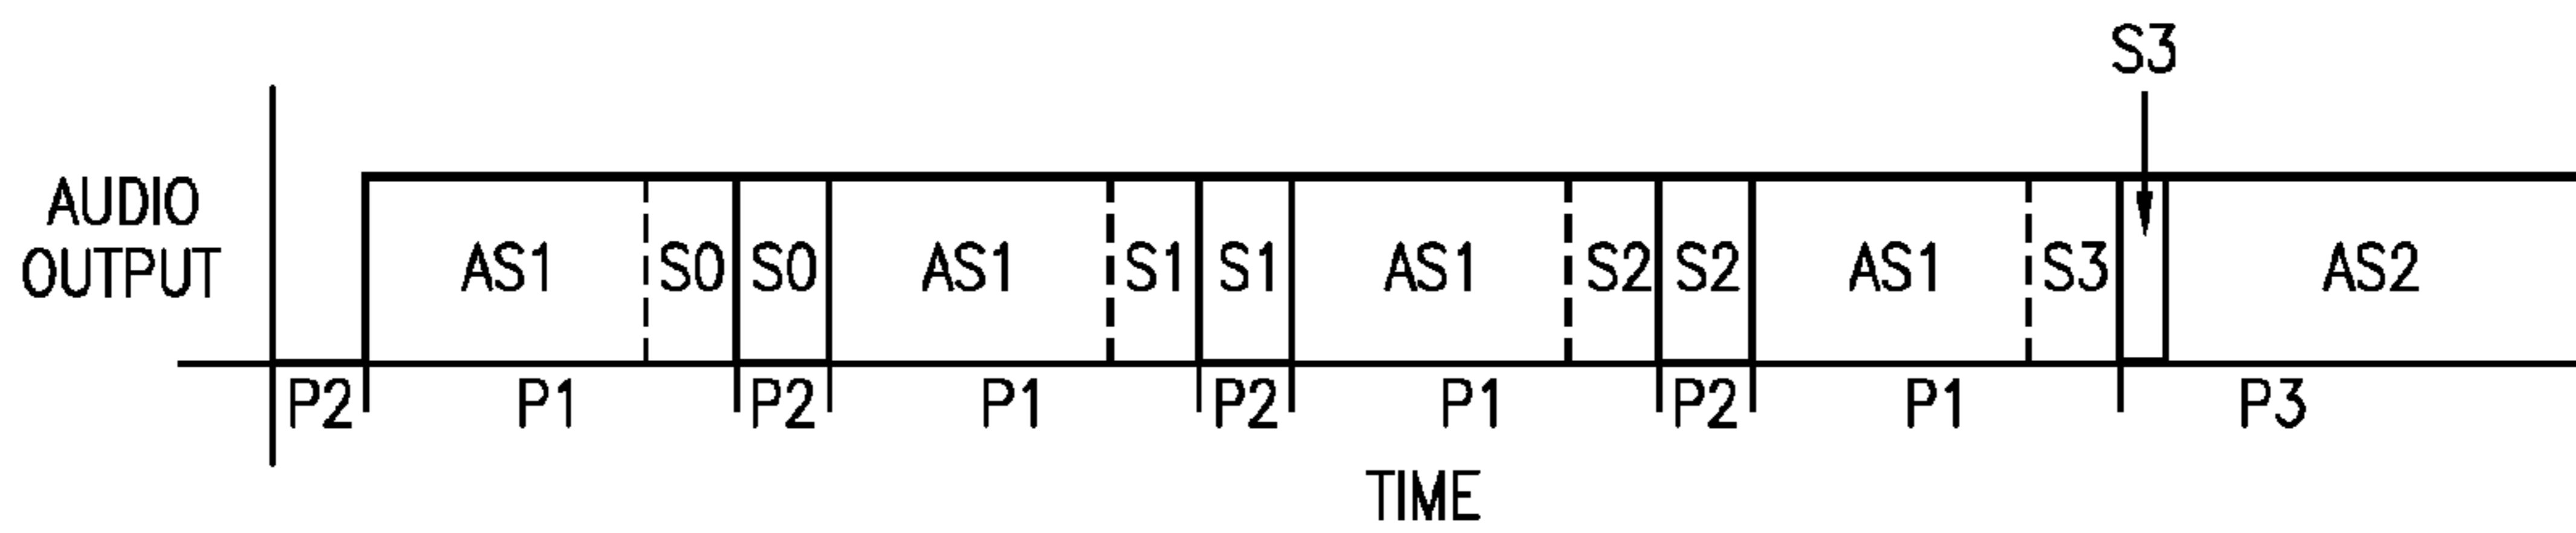 S3
AUDIO
OUTPUT
AS1 S0 S0 AS1 S1 S1 AS1 S2 S2 AS1 S3 AS2
P2 P1 P2 P1 P2 P1 P2 P1 P3
TIME